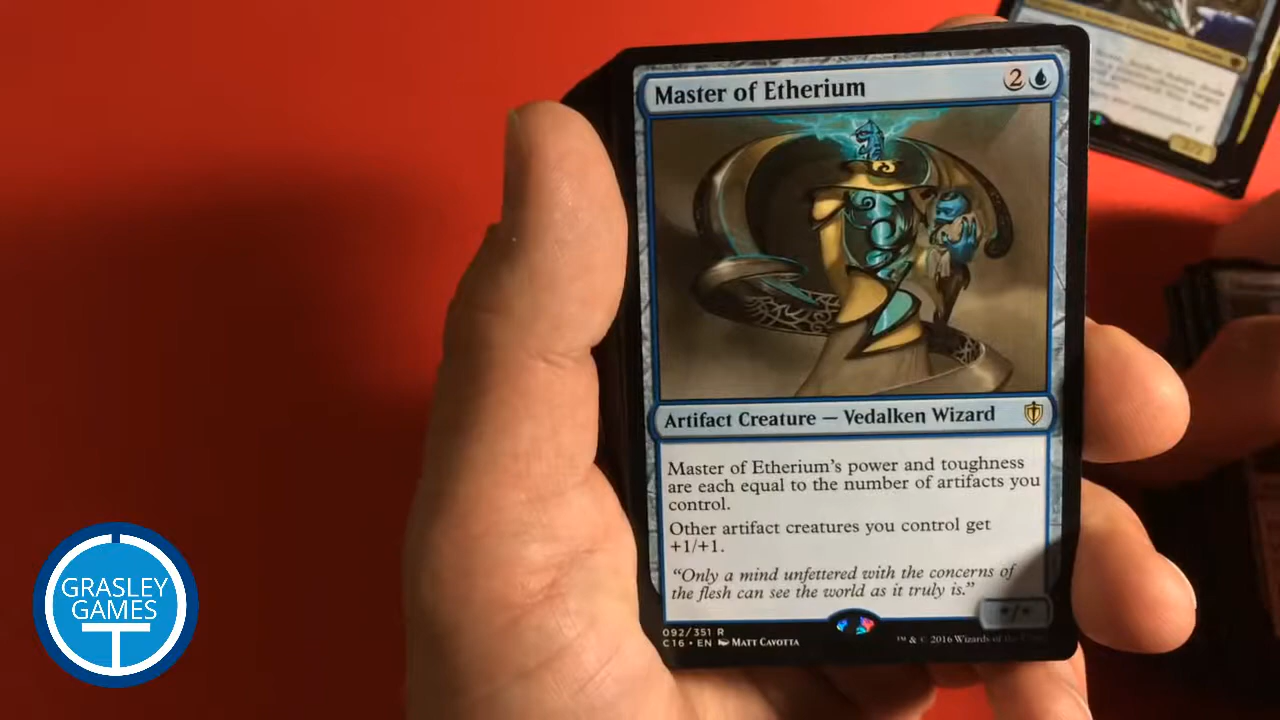 Master of Etherium
2
Artifact Creature — Vedalken Wizard
Master of Etherium's power and toughness
are each equal to the number of artifacts you
control.
Other artifact creatures you control get
+1/+1.
"Only a mind unfettered with the concerns of
the flesh can see the world as it truly is."
*/*
092/351 R
C16 • EN MATT CAVOTTA
™ & © 2016 Wizards of the
GRASLEY
GAMES